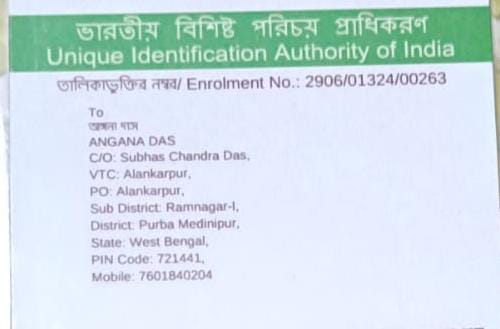 ভারতীয় বিশিষ্ট পরিচয় প্রাধিকরণ
Unique Identification Authority of India
তালিকাভুক্তির নম্বর/ Enrolment No.: 2906/01324/00263
To
অঙ্গনা দাস
ANGANA DAS
C/O: Subhas Chandra Das,
VTC: Alankarpur,
PO: Alankarpur,
Sub District: Ramnagar-I,
District: Purba Medinipur,
State: West Bengal,
PIN Code: 721441,
Mobile: 7601840204